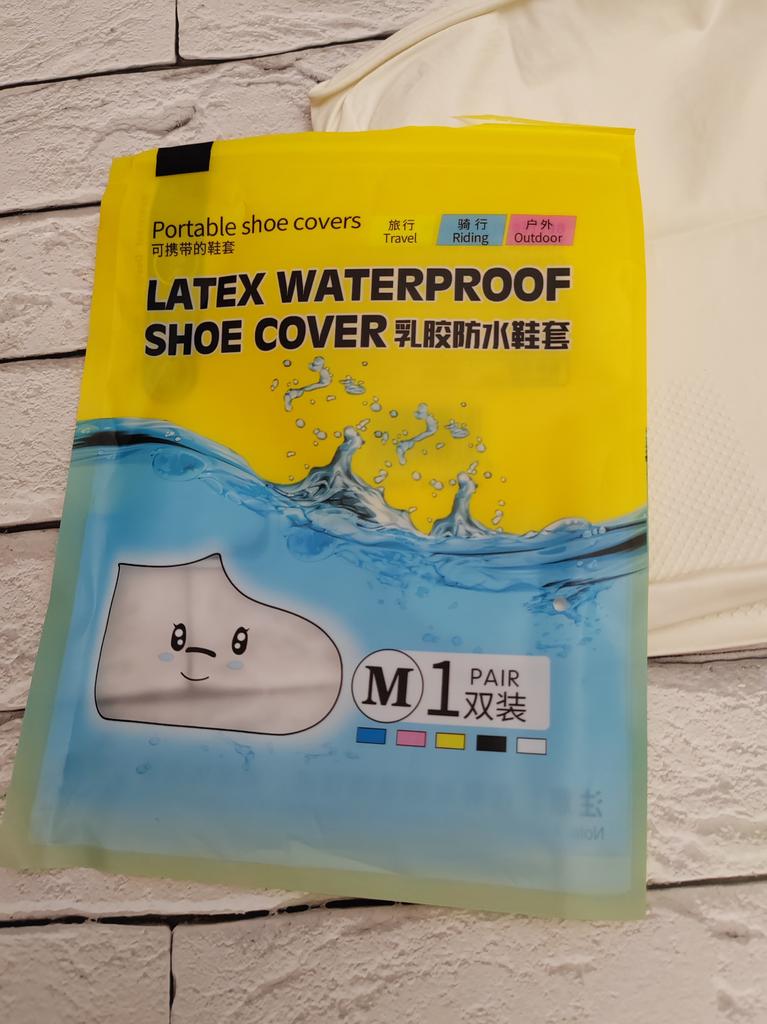 Portable shoe covers
可携带的鞋套
旅行
Travel
骑行
Riding
户外
Outdoor
LATEX WATERPROOF
SHOE COVER 乳胶防水鞋套
M 1 PAIR
双装